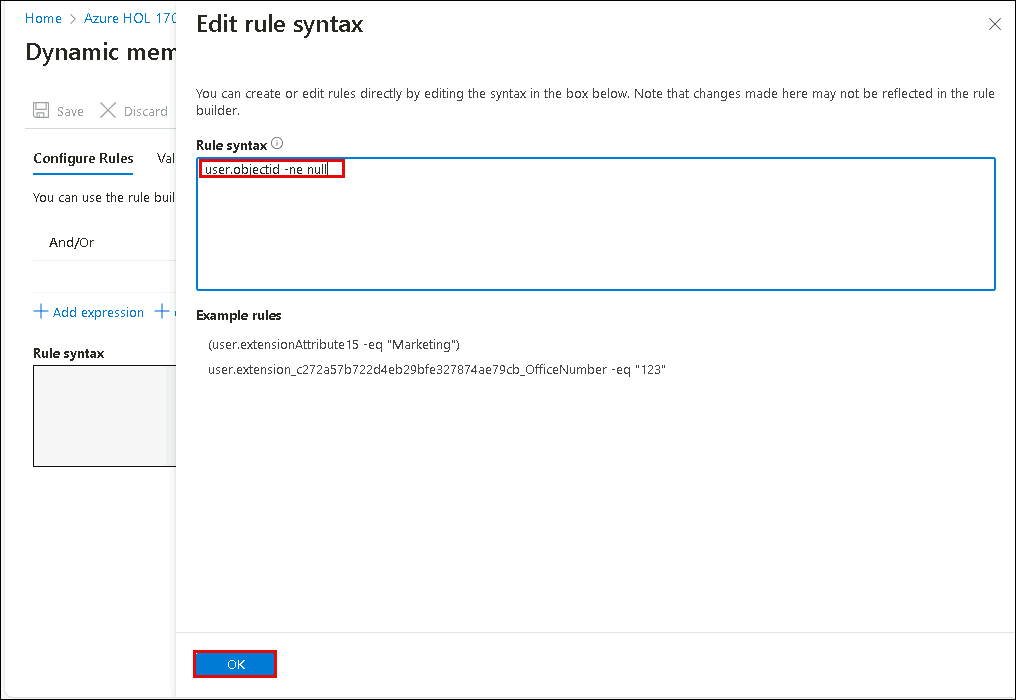 Home > Azure HOL 170
Dynamic mem
Save Discard
Configure Rules Val
You can use the rule buil
And/Or
+ Add expression +
Rule syntax
Edit rule syntax
You can create or edit rules directly by editing the syntax in the box below. Note that changes made here may not be reflected in the rule
builder.
Rule syntax
user.objectid -ne null
Example rules
(user.extensionAttribute15 -eq "Marketing")
user.extension_c272a57b722d4eb29bfe327874ae79cb_OfficeNumber -eq "123"
OK